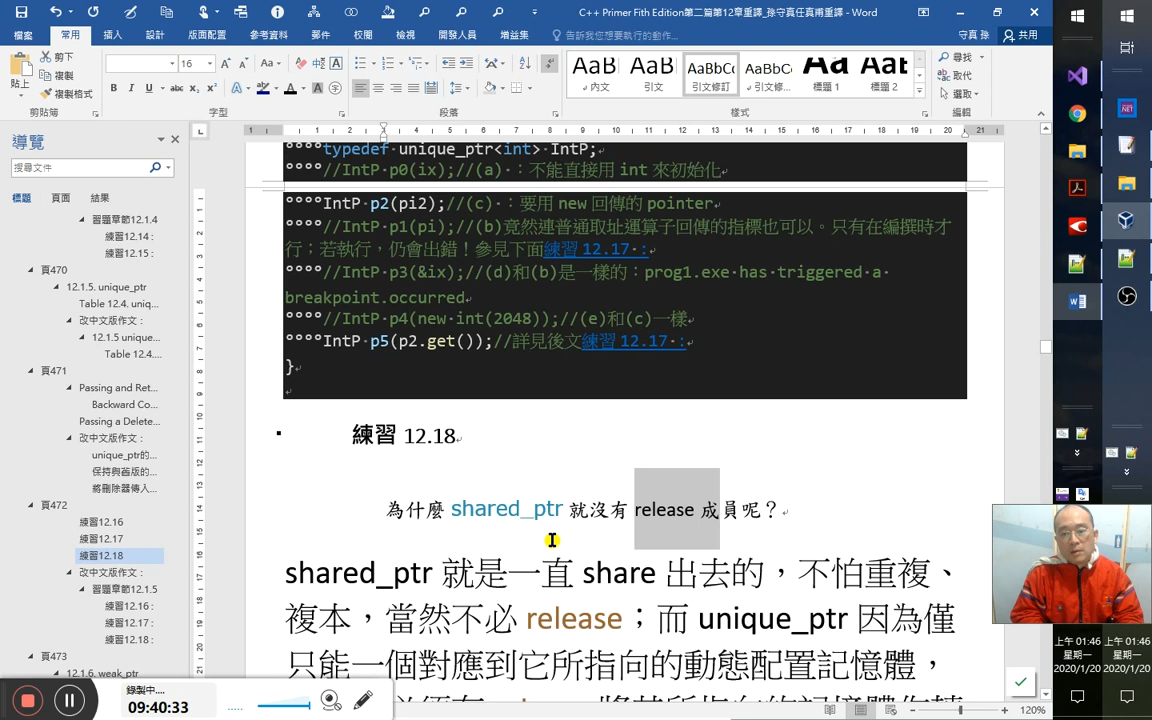 C++ Primer Fith Edition第二篇第12章重譯_孫守真任真甫重譯 - Word
檔案 常用 插入 設計 版面配置 參考資料 郵件 校閱 檢視 開發人員 增益集 告訴我您想要執行的動作... 守真 孫 共用
貼上
剪下
複製
複製格式
16
AaBb AaBb AaBbCc AaBbCc AaBb AaBb
內文 引文修訂 引文修... 標題 1 標題 2
尋找
取代
選取
剪貼簿 字型 段落 樣式 編輯
導覽
搜尋文件
標題 頁面 結果
習題章節12.1.4
練習12.14 :
練習12.15 :
頁470
12.1.5. unique_ptr
Table 12.4. uniq...
改中文版作文 :
12.1.5 unique...
Table 12.4....
頁471
Passing and Ret...
Backward Co...
Passing a Delete...
改中文版作文 :
unique_ptr的...
保持與舊版的...
將刪除器傳入...
頁472
練習12.16
練習12.17
練習12.18
改中文版作文 :
習題章節12.1.5
練習12.16 :
練習12.17 :
練習12.18 :
頁473
12.1.6. weak_ptr
typedef unique_ptr<int> IntP;
//IntP p0(ix);//(a) ：不能直接用 int 來初始化
IntP p2(pi2);//(c) ：要用 new 回傳的 pointer
//IntP p1(pi);//(b)竟然連普通取址運算子回傳的指標也可以。只有在編撰時才
行；若執行，仍會出錯！參見下面練習 12.17 :
//IntP p3(&ix);//(d)和(b)是一樣的：prog1.exe has triggered a
breakpoint.occurred
//IntP p4(new int(2048));//(e)和(c)一樣
IntP p5(p2.get());//詳見後文練習 12.17 :
}
練習 12.18
為什麼 shared_ptr 就沒有 release 成員呢？
shared_ptr 就是一直 share 出去的，不怕重複、
複本，當然不必 release；而 unique_ptr 因為僅
只能一個對應到它所指向的動態配置記憶體，
錄製中....
09:40:33
120%
上午 01:46
星期一
2020/1/20
上午 01:46
星期一
2020/1/20